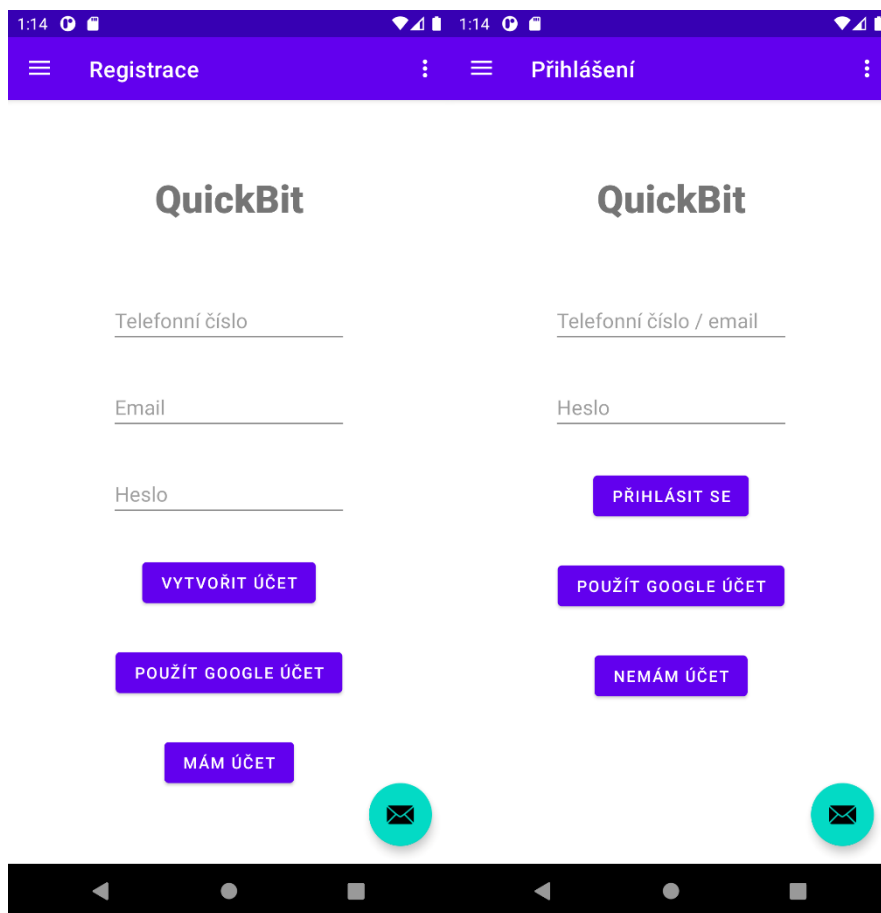 1:14
Registrace
QuickBit
Telefonní číslo
Email
Heslo
VYTVOŘIT ÚČET
POUŽÍT GOOGLE ÚČET
MÁM ÚČET
1:14
Přihlášení
QuickBit
Telefonní číslo / email
Heslo
PŘIHLÁSIT SE
POUŽÍT GOOGLE ÚČET
NEMÁM ÚČET